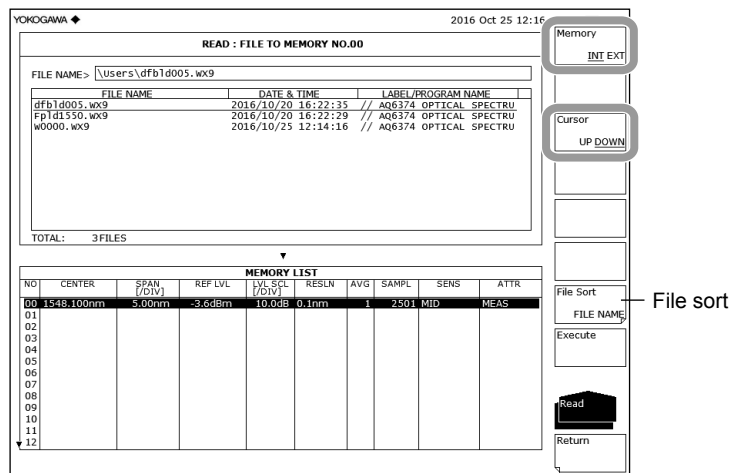 YOKOGAWA ◆
2016 Oct 25 12:16
READ : FILE TO MEMORY NO.00
FILE NAME> \Users\dfbld005.WX9
FILE NAME DATE & TIME LABEL/PROGRAM NAME
dfbld005.WX9 2016/10/20 16:22:35 // AQ6374 OPTICAL SPECTRU
Fpld1550.WX9 2016/10/20 16:22:29 // AQ6374 OPTICAL SPECTRU
W0000.WX9 2016/10/25 12:14:16 // AQ6374 OPTICAL SPECTRU
TOTAL: 3FILES
▼
MEMORY LIST
NO CENTER SPAN [/DIV] REF LVL LVL SCL [/DIV] RESLN AVG SAMPL SENS ATTR
00 1548.100nm 5.00nm -3.6dBm 10.0dB 0.1nm 1 2501 MID MEAS
01
02
03
04
05
06
07
08
09
10
11
▼ 12
Memory
INT EXT
Cursor
UP DOWN
File Sort
FILE NAME
File sort
Execute
Read
Return